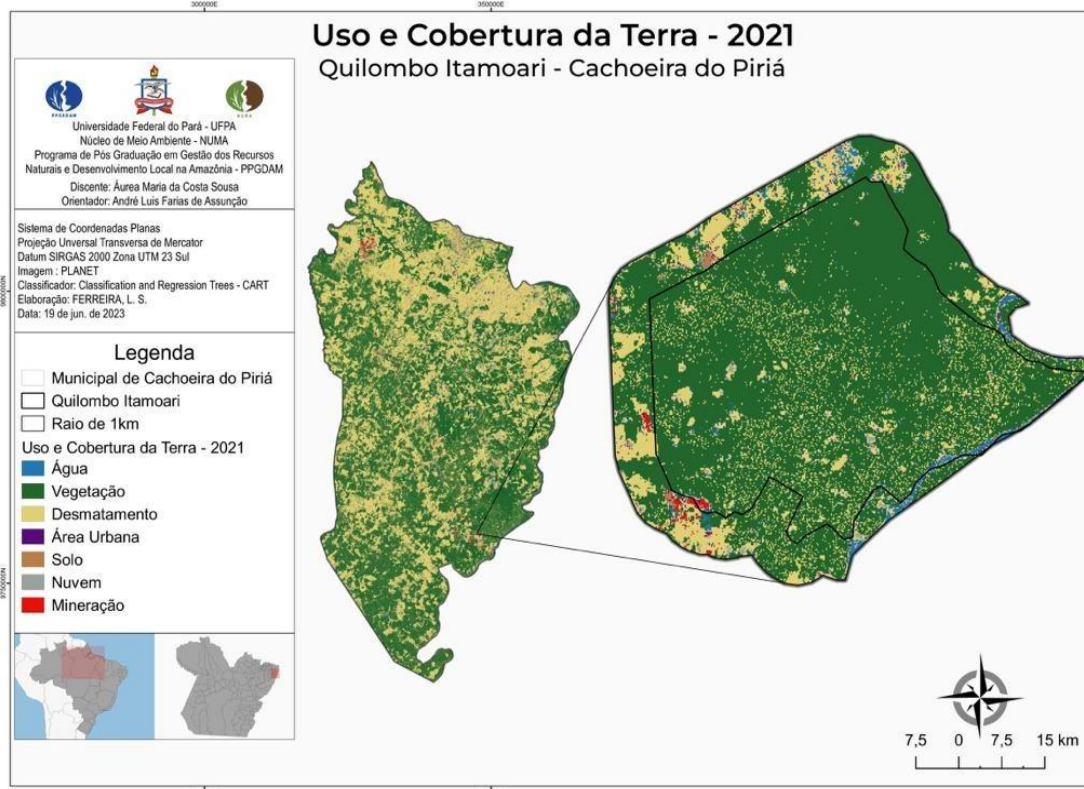 300000E
350000E
Uso e Cobertura da Terra - 2021
Quilombo Itamoari - Cachoeira do Piriá
PPGEDAM
NUMA
Universidade Federal do Pará - UFPA
Núcleo de Meio Ambiente - NUMA
Programa de Pós Graduação em Gestão dos Recursos
Naturais e Desenvolvimento Local na Amazônia - PPGDAM
Discente: Áurea Maria da Costa Sousa
Orientador: André Luis Farias de Assunção
Sistema de Coordenadas Planas
Projeção Unversal Transversa de Mercator
Datum SIRGAS 2000 Zona UTM 23 Sul
Imagem : PLANET
Classificador: Classification and Regression Trees - CART
Elaboração: FERREIRA, L. S.
Data: 19 de jun. de 2023
9800000N
Legenda
Municipal de Cachoeira do Piriá
Quilombo Itamoari
Raio de 1km
Uso e Cobertura da Terra - 2021
Água
Vegetação
Desmatamento
Área Urbana
Solo
Nuvem
Mineração
9750000N
7,5 0 7,5 15 km